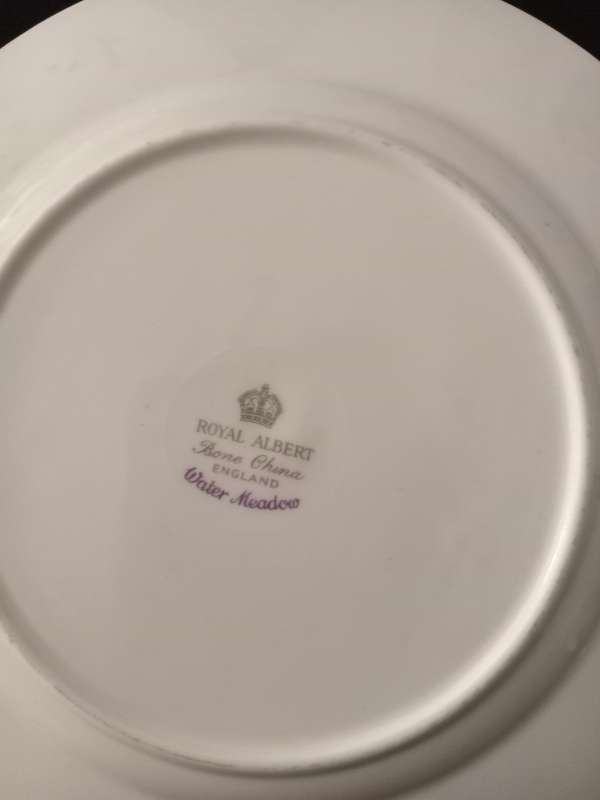 ROYAL ALBERT
Bone China
ENGLAND
Water Meadow